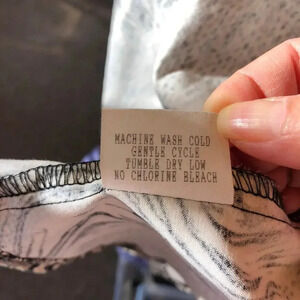 MACHINE WASH COLD
GENTLE CYCLE
TUMBLE DRY LOW
NO CHLORINE BLEACH